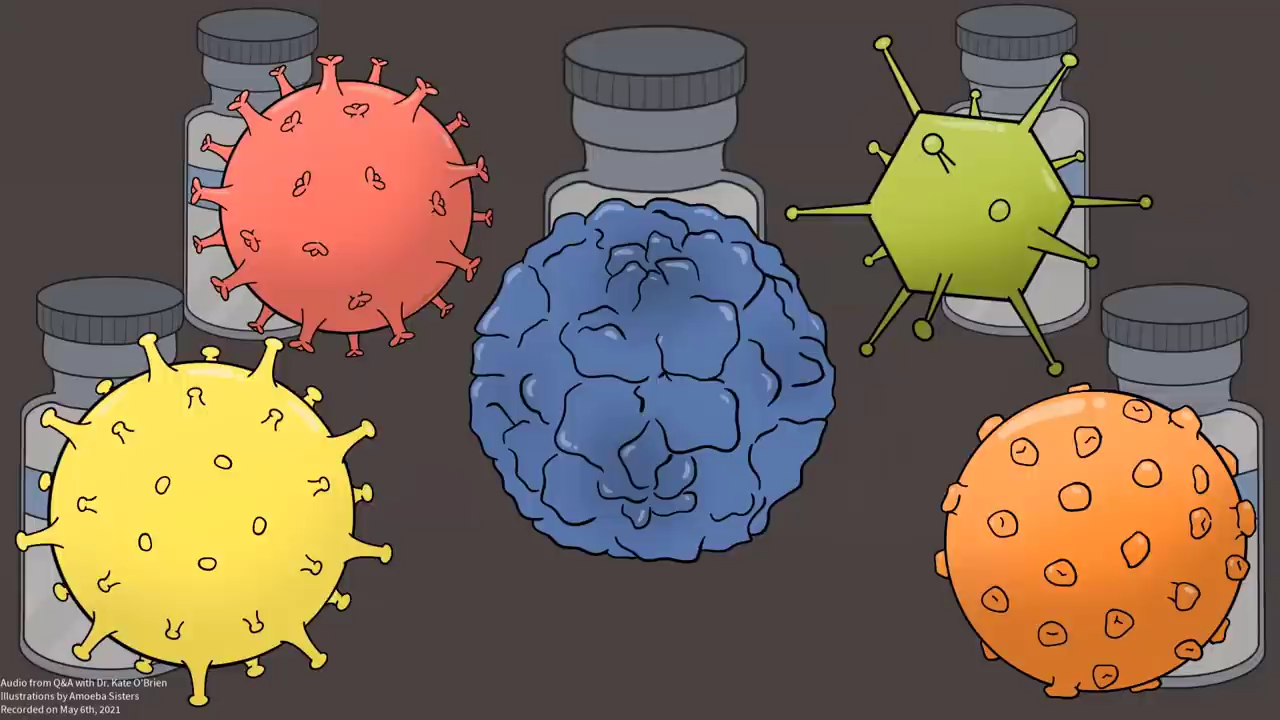 Audio from Q&A with Dr. Kate O'Brien
Illustrations by Amoeba Sisters
Recorded on May 6th, 2021